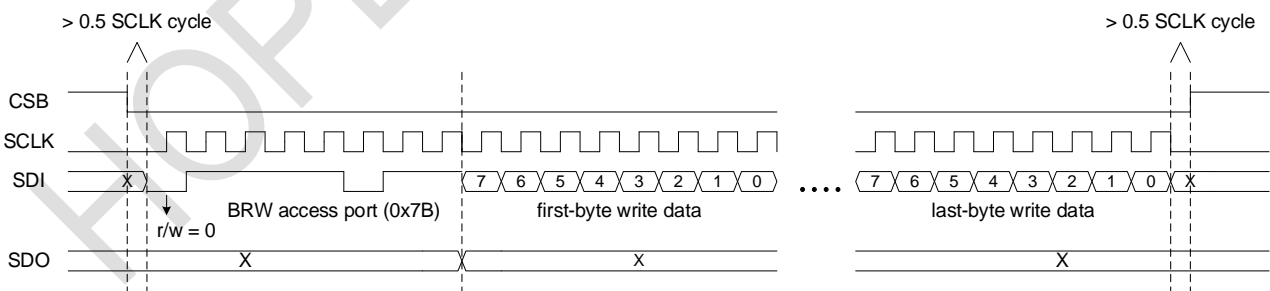 > 0.5 SCLK cycle > 0.5 SCLK cycle
CSB
SCLK
SDI X 7 6 5 4 3 2 1 0 .... 7 6 5 4 3 2 1 0 X
BRW access port (0x7B) first-byte write data last-byte write data
r/w = 0
SDO X X X
HOPE